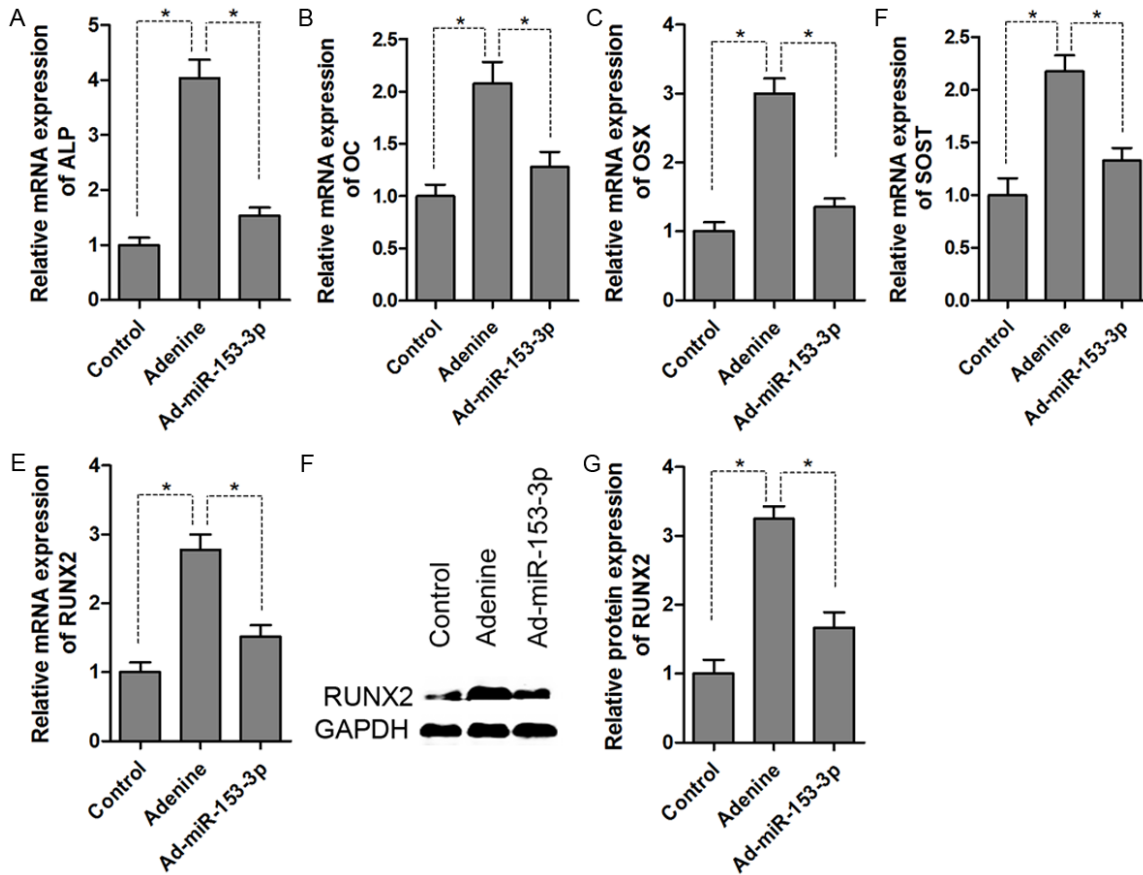 A
Relative mRNA expression
of ALP
5
4
3
2
1
0
*
*
Control
Adenine
Ad-miR-153-3p
B
Relative mRNA expression
of OC
2.5
2.0
1.5
1.0
0.5
0.0
*
*
Control
Adenine
Ad-miR-153-3p
C
Relative mRNA expression
of OSX
4
3
2
1
0
*
*
Control
Adenine
Ad-miR-153-3p
F
Relative mRNA expression
of SOST
2.5
2.0
1.5
1.0
0.5
0.0
*
*
Control
Adenine
Ad-miR-153-3p
E
Relative mRNA expression
of RUNX2
4
3
2
1
0
*
*
Control
Adenine
Ad-miR-153-3p
F
Control
Adenine
Ad-miR-153-3p
RUNX2
GAPDH
G
Relative protein expression
of RUNX2
4
3
2
1
0
*
*
Control
Adenine
Ad-miR-153-3p